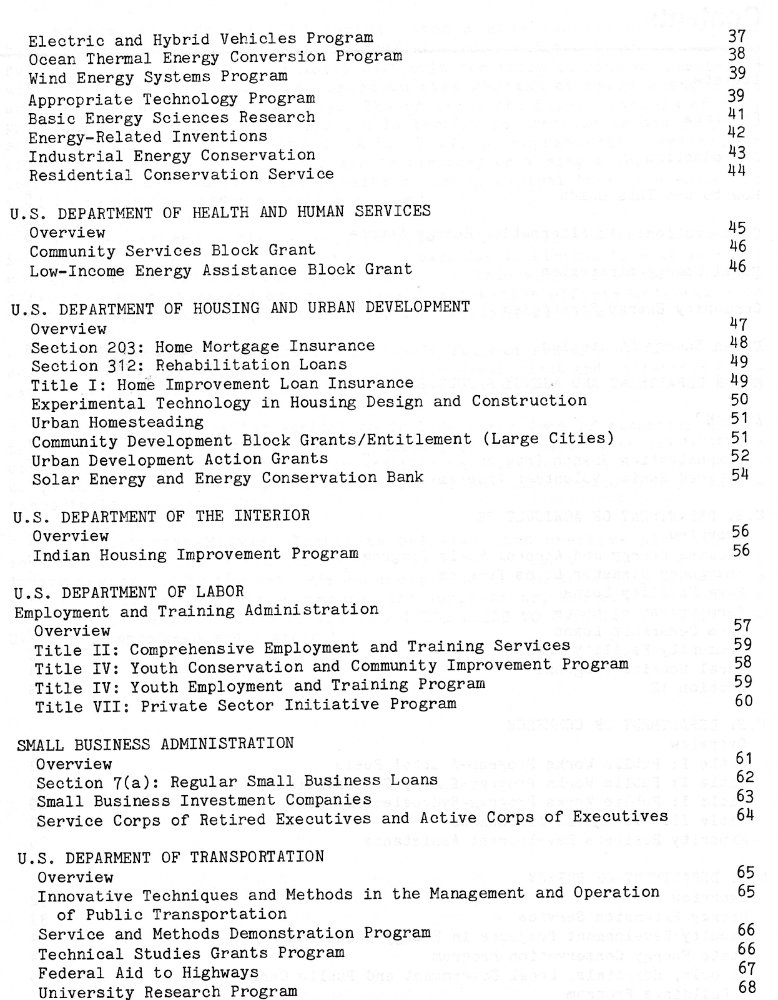 Electric and Hybrid Vehicles Program 37
Ocean Thermal Energy Conversion Program 38
Wind Energy Systems Program 39
Appropriate Technology Program 39
Basic Energy Sciences Research 41
Energy-Related Inventions 42
Industrial Energy Conservation 43
Residential Conservation Service 44
U.S. DEPARTMENT OF HEALTH AND HUMAN SERVICES
Overview 45
Community Services Block Grant 46
Low-Income Energy Assistance Block Grant 46
U.S. DEPARTMENT OF HOUSING AND URBAN DEVELOPMENT
Overview 47
Section 203: Home Mortgage Insurance 48
Section 312: Rehabilitation Loans 49
Title I: Home Improvement Loan Insurance 49
Experimental Technology in Housing Design and Construction 50
Urban Homesteading 51
Community Development Block Grants/Entitlement (Large Cities) 51
Urban Development Action Grants 52
Solar Energy and Energy Conservation Bank 54
U.S. DEPARTMENT OF THE INTERIOR
Overview 56
Indian Housing Improvement Program 56
U.S. DEPARTMENT OF LABOR
Employment and Training Administration
Overview 57
Title II: Comprehensive Employment and Training Services 59
Title IV: Youth Conservation and Community Improvement Program 58
Title IV: Youth Employment and Training Program 59
Title VII: Private Sector Initiative Program 60
SMALL BUSINESS ADMINISTRATION
Overview 61
Section 7(a): Regular Small Business Loans 62
Small Business Investment Companies 63
Service Corps of Retired Executives and Active Corps of Executives 64
U.S. DEPARMENT OF TRANSPORTATION
Overview 65
Innovative Techniques and Methods in the Management and Operation 65
of Public Transportation
Service and Methods Demonstration Program 66
Technical Studies Grants Program 66
Federal Aid to Highways 67
University Research Program 68